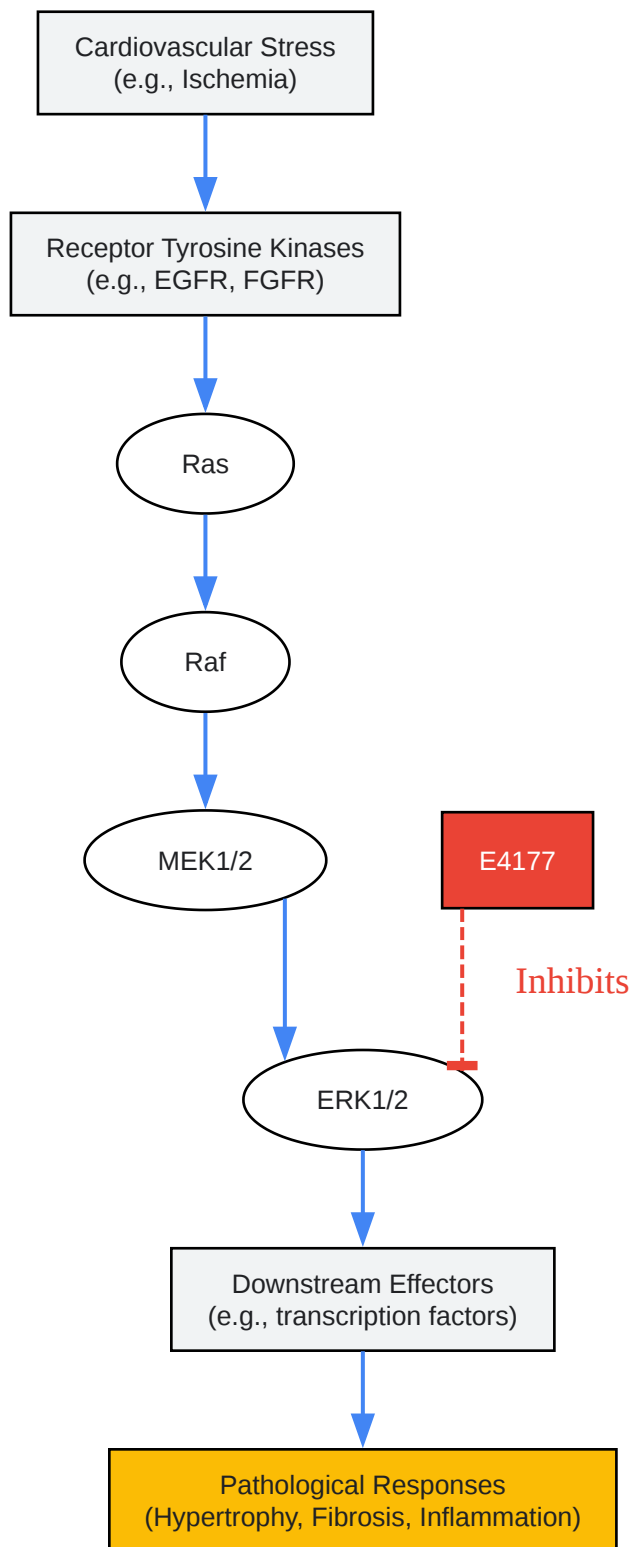 Cardiovascular Stress
(e.g., Ischemia)
Receptor Tyrosine Kinases
(e.g., EGFR, FGFR)
Ras
Raf
MEK1/2
E4177
Inhibits
ERK1/2
Downstream Effectors
(e.g., transcription factors)
Pathological Responses
(Hypertrophy, Fibrosis, Inflammation)